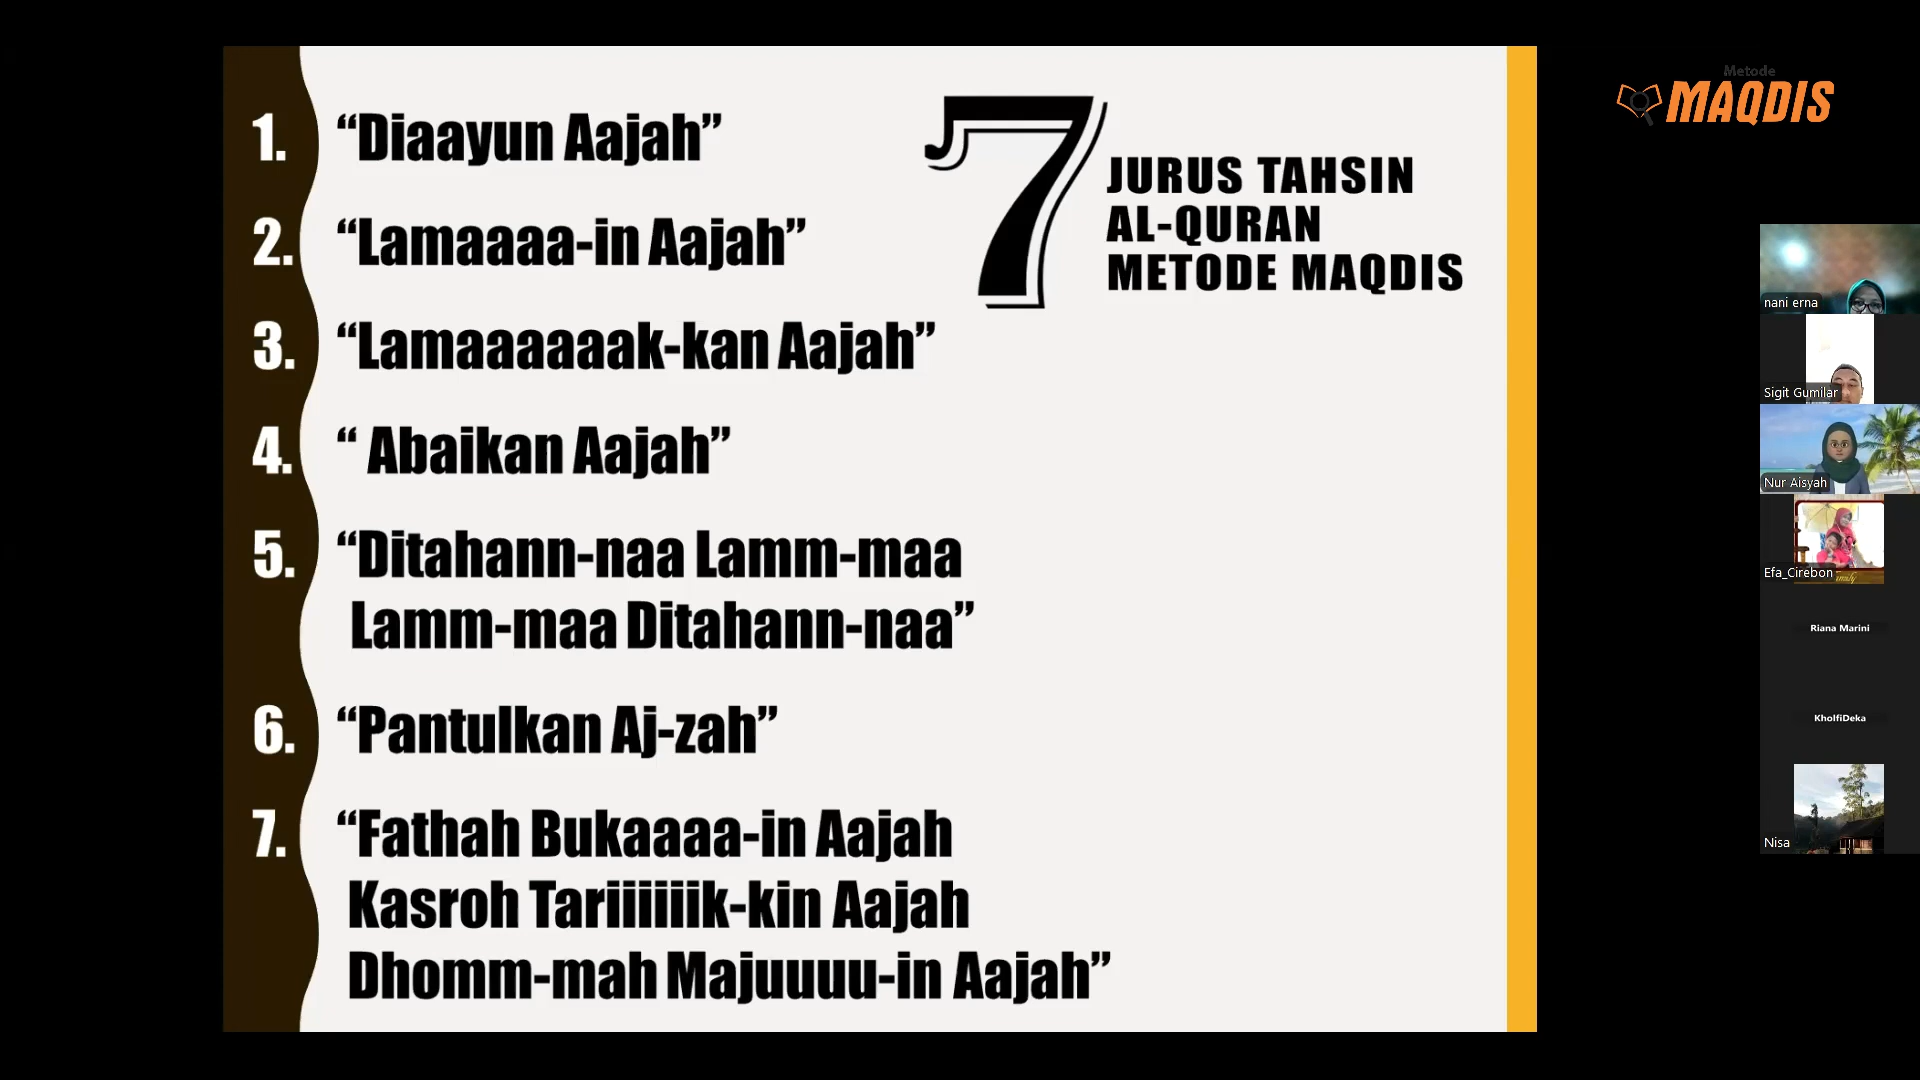 1. “Diaayun Aajah”
2. “Lamaaaa-in Aajah”
3. “Lamaaaaaak-kan Aajah”
4. “ Abaikan Aajah”
5. “Ditahann-naa Lamm-maa
Lamm-maa Ditahann-naa”
6. “Pantulkan Aj-zah”
7. “Fathah Bukaaaa-in Aajah
Kasroh Tariiiiiik-kin Aajah
Dhomm-mah Majuuuu-in Aajah”
7
JURUS TAHSIN
AL-QURAN
METODE MAQDIS
Metode
MAQDIS
nani erna
Sigit Gumilar
Nur Aisyah
Efa_Cirebon
Riana Marini
KholfiDeka
Nisa